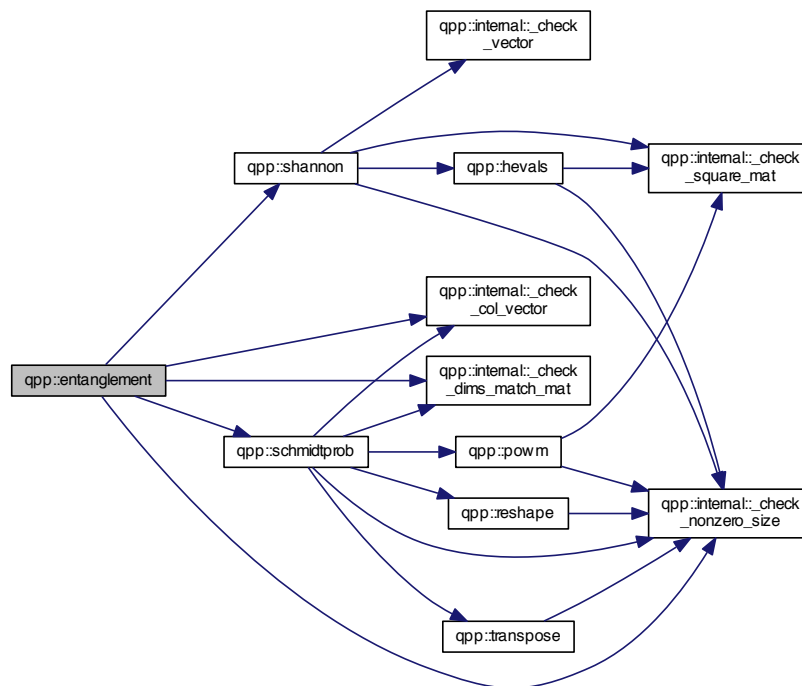 qpp::internal::_check
_vector
qpp::shannon
qpp::hevals
qpp::internal::_check
_square_mat
qpp::internal::_check
_col_vector
qpp::entanglement
qpp::internal::_check
_dims_match_mat
qpp::schmidtprob
qpp::powm
qpp::reshape
qpp::internal::_check
_nonzero_size
qpp::transpose